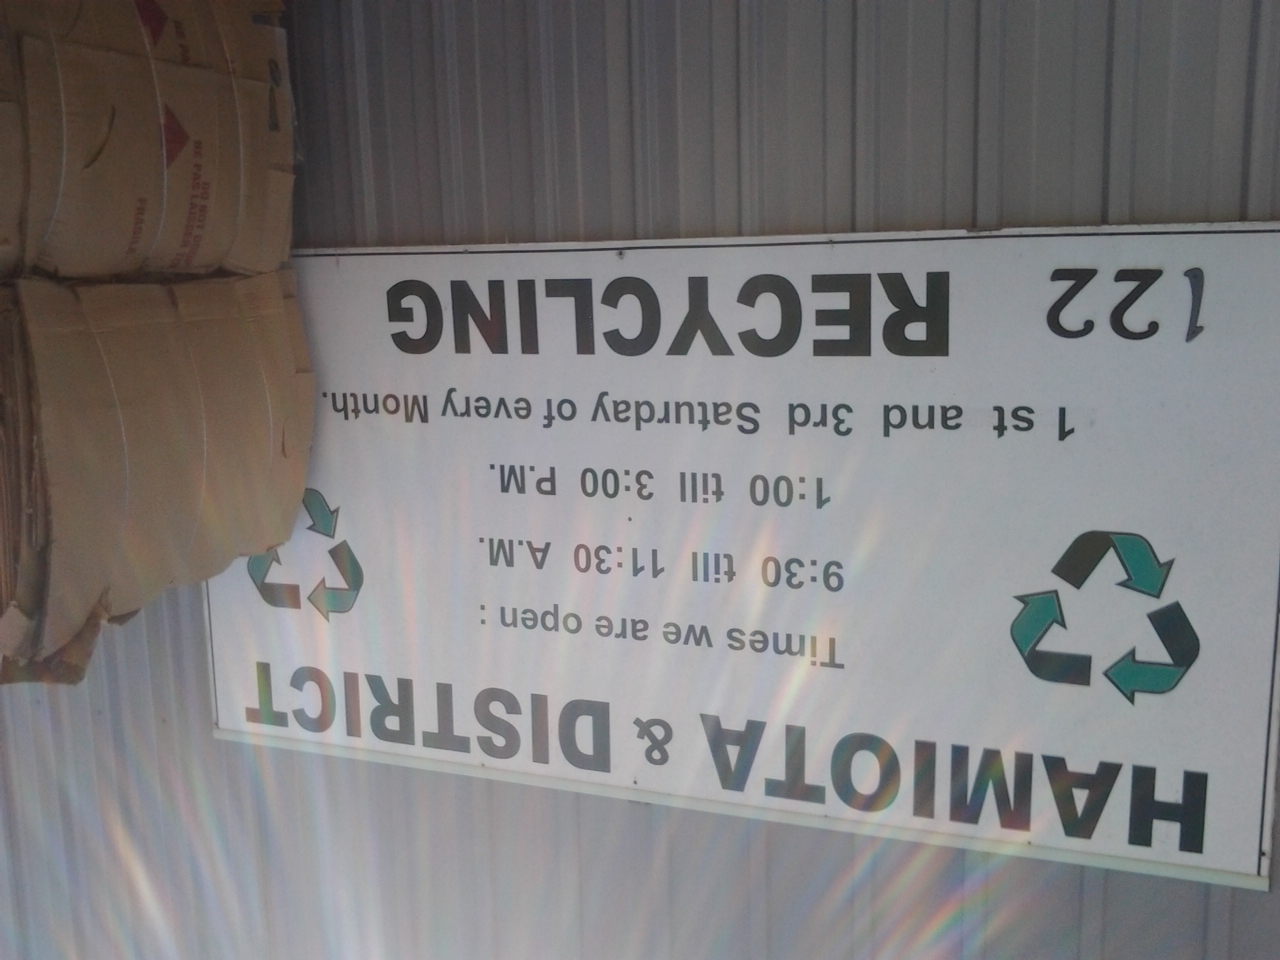 HAMIOTA & DISTRICT
Times we are open :
9:30 till 11:30 A.M.
1:00 till 3:00 P.M.
1 st and 3rd Saturday of every Month.
122 RECYCLING
FRAGILE